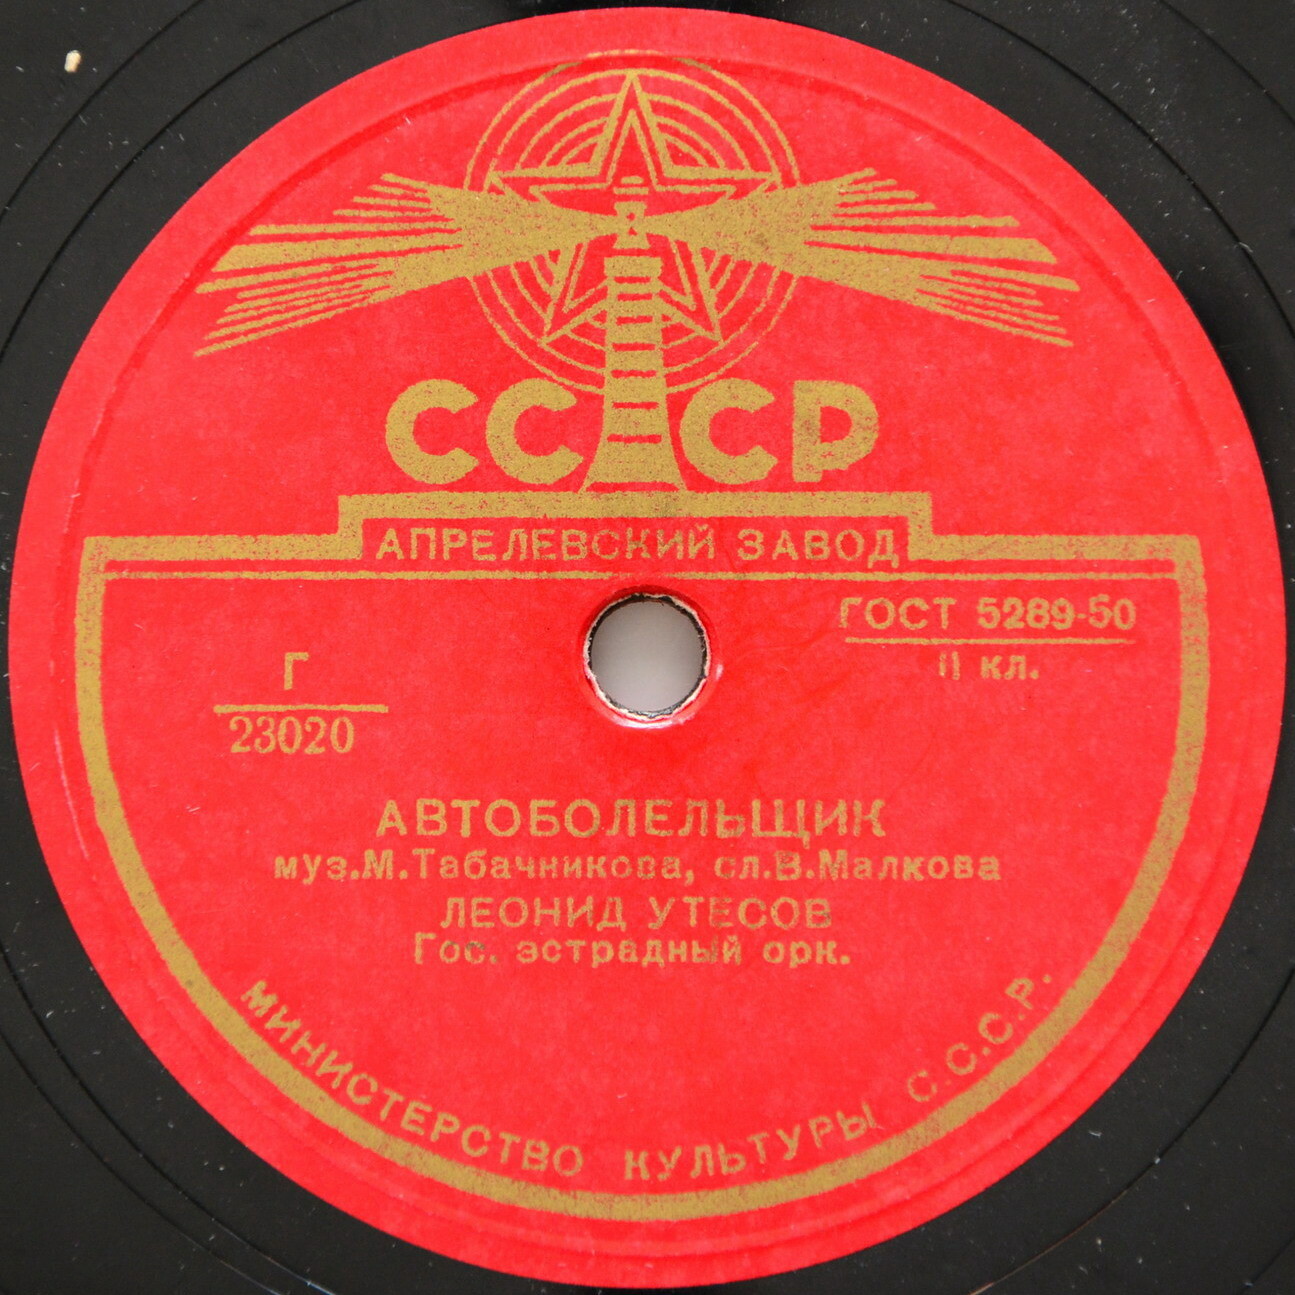 СССР
АПРЕЛЕВСКИЙ ЗАВОД
ГОСТ 5289-50
II кл.
Г
23020
АВТОБОЛЕЛЬЩИК
муз.М.Табачникова, сл.В.Малкова
ЛЕОНИД УТЕСОВ
Гос. эстрадный орк.
МИНИСТЕРСТВО КУЛЬТУРЫ С.С.С.Р.